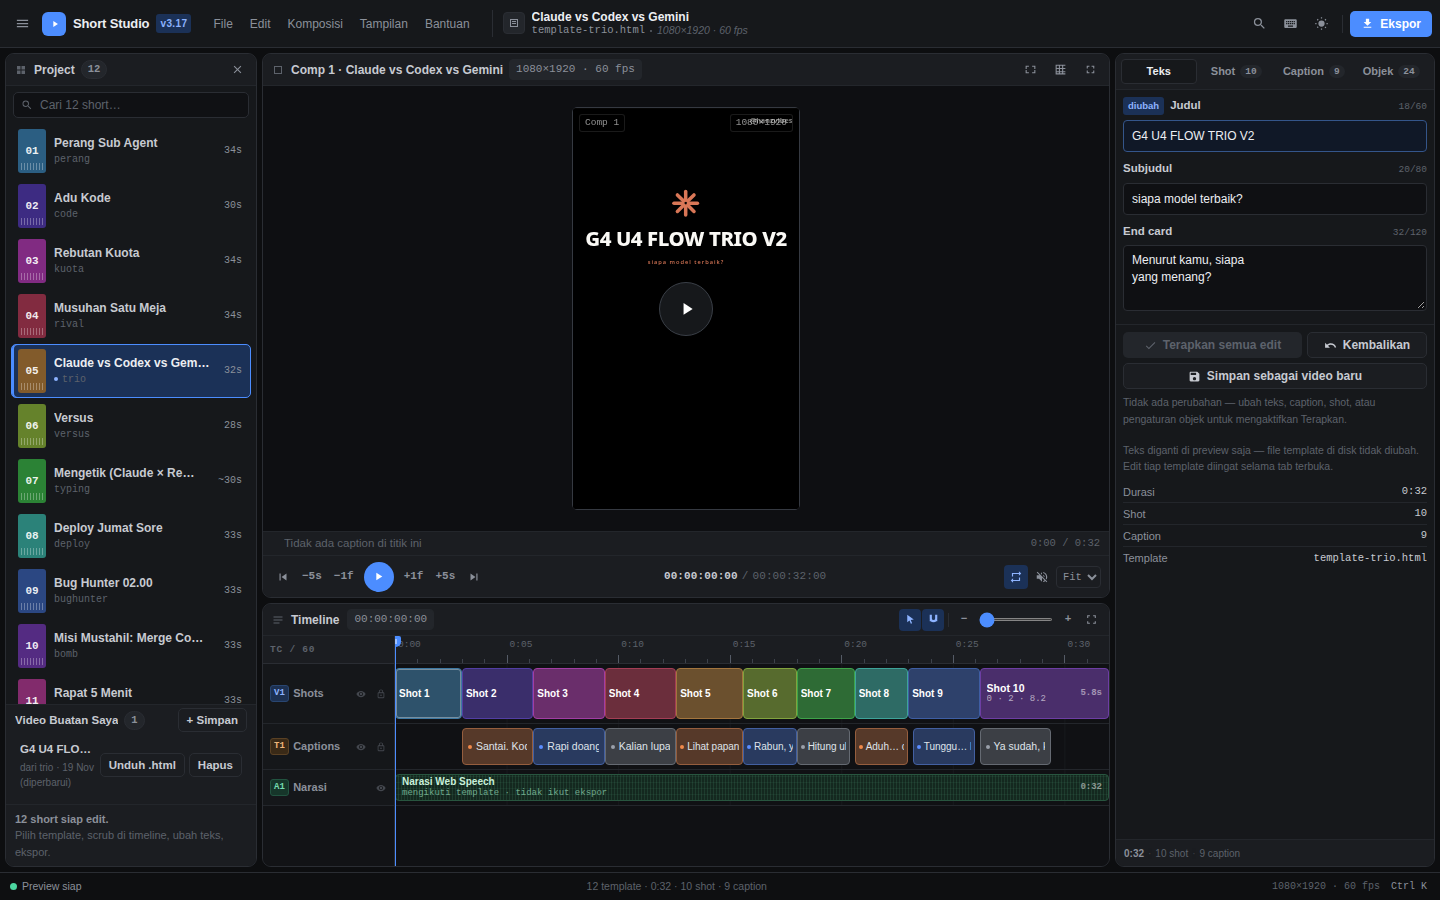 Short Studio v3.17 File Edit Komposisi Tampilan Bantuan
Claude vs Codex vs Gemini
template-trio.html · 1080×1920 · 60 fps
Ekspor
Project 12
Cari 12 short…
01 Perang Sub Agent 34s
perang
02 Adu Kode 30s
code
03 Rebutan Kuota 34s
kuota
04 Musuhan Satu Meja 34s
rival
05 Claude vs Codex vs Gem… 32s
trio
06 Versus 28s
versus
07 Mengetik (Claude × Re… ~30s
typing
08 Deploy Jumat Sore 33s
deploy
09 Bug Hunter 02.00 33s
bughunter
10 Misi Mustahil: Merge Co… 33s
bomb
11 Rapat 5 Menit 33s
Video Buatan Saya 1 + Simpan
G4 U4 FLO…
dari trio · 19 Nov
(diperbarui)
Unduh .html Hapus
12 short siap edit.
Pilih template, scrub di timeline, ubah teks,
ekspor.
Comp 1 · Claude vs Codex vs Gemini 1080×1920 · 60 fps
Comp 1 1080×1920
G4 U4 FLOW TRIO V2
siapa model terbaik?
Tidak ada caption di titik ini 0:00 / 0:32
−5s −1f +1f +5s 00:00:00:00 / 00:00:32:00 Fit
Timeline 00:00:00:00 − +
TC / 60 0:00 0:05 0:10 0:15 0:20 0:25 0:30
V1 Shots Shot 1 Shot 2 Shot 3 Shot 4 Shot 5 Shot 6 Shot 7 Shot 8 Shot 9 Shot 10 5.8s
0 · 2 · 8.2
T1 Captions Santai. Rapi doang Kalian lupa Lihat papan Rabun, Hitung Aduh… Tunggu… Ya sudah,
A1 Narasi Narasi Web Speech 0:32
mengikuti template · tidak ikut ekspor
Teks Shot 10 Caption 9 Objek 24
diubah Judul 18/60
G4 U4 FLOW TRIO V2
Subjudul 20/80
siapa model terbaik?
End card 32/120
Menurut kamu, siapa
yang menang?
Terapkan semua edit Kembalikan
Simpan sebagai video baru
Tidak ada perubahan — ubah teks, caption, shot, atau
pengaturan objek untuk mengaktifkan Terapkan.
Teks diganti di preview saja — file template di disk tidak diubah.
Edit tiap template diingat selama tab terbuka.
Durasi 0:32
Shot 10
Caption 9
Template template-trio.html
0:32 · 10 shot · 9 caption
Preview siap 12 template · 0:32 · 10 shot · 9 caption 1080×1920 · 60 fps Ctrl K